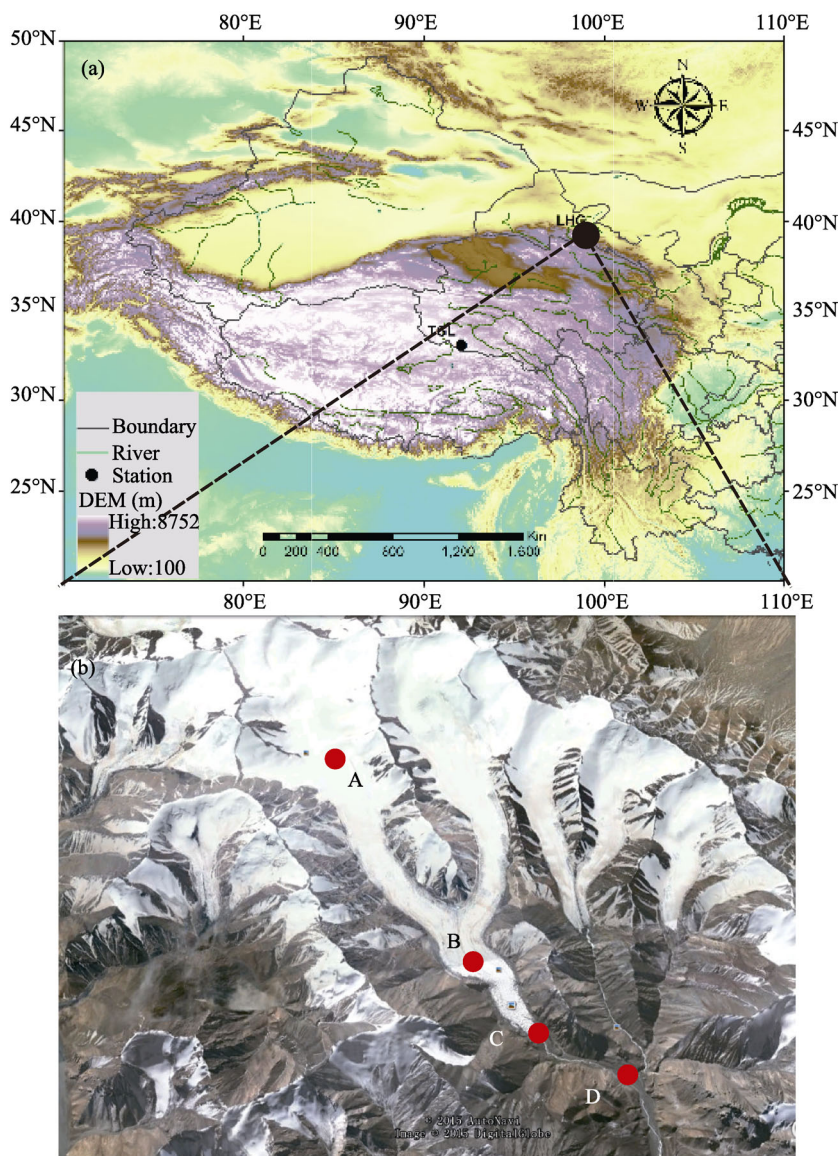 80°E 90°E 100°E 110°E
50°N
(a)
N
W E
S
45°N 45°N
40°N 40°N
LHG
35°N 35°N
TGL
30°N 30°N
Boundary
River
Station
25°N 25°N
DEM (m)
High:8752
Low:100
0 200 400 800 1,200 1,600 Km
80°E 90°E 100°E 110°E
(b)
A
B
C
D
© 2015 AutoNavi
Image © 2015 DigitalGlobe